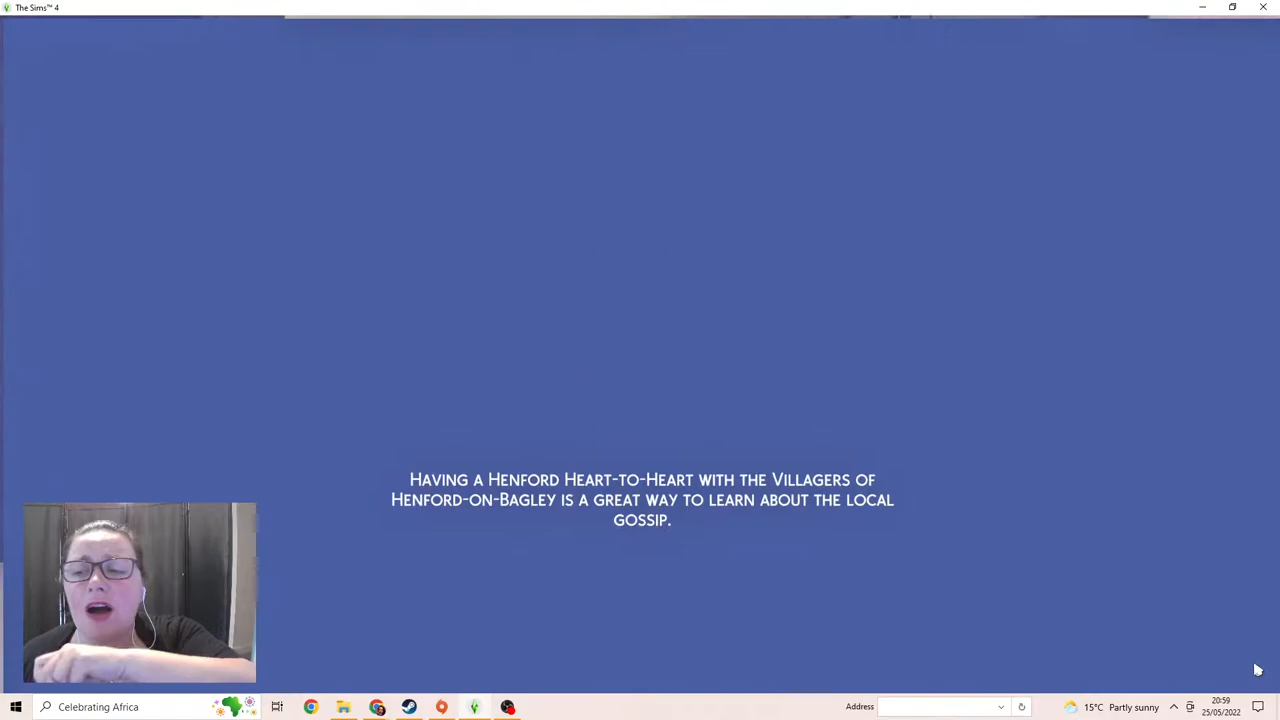 The Sims™ 4
HAVING A HENFORD HEART-TO-HEART WITH THE VILLAGERS OF
HENFORD-ON-BAGLEY IS A GREAT WAY TO LEARN ABOUT THE LOCAL
GOSSIP.
Celebrating Africa
Address
15°C Partly sunny
20:59
25/05/2022